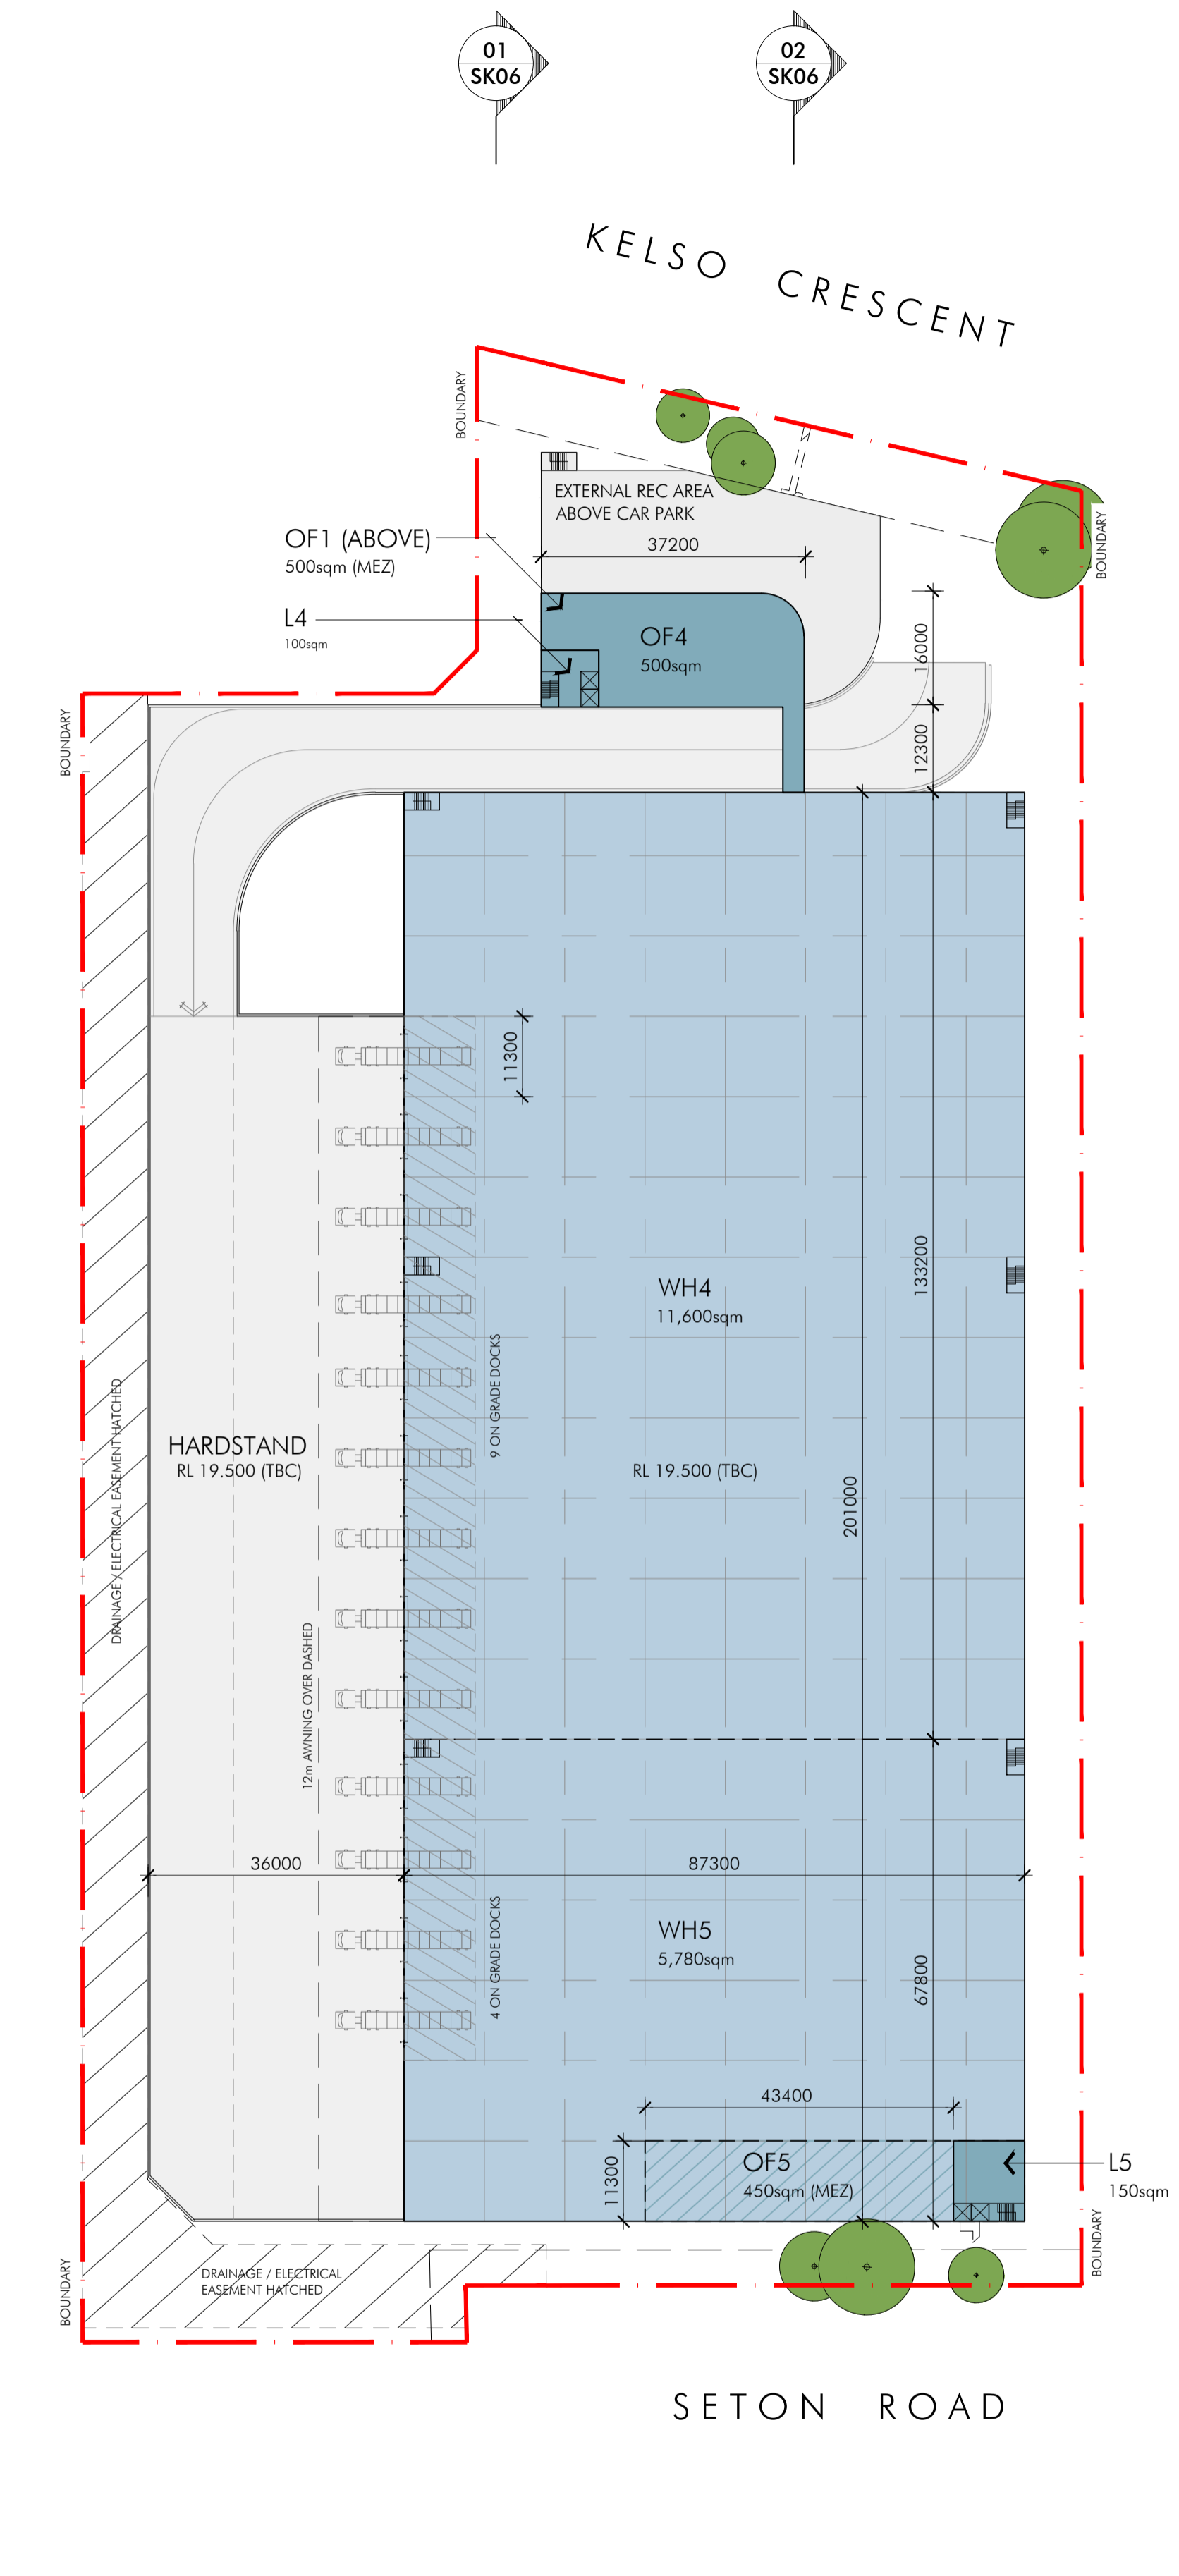 01
SK06
02
SK06
KELSO CRESCENT
BOUNDARY
EXTERNAL REC AREA
ABOVE CAR PARK
BOUNDARY
OF1 (ABOVE)
500sqm (MEZ)
37200
L4
100sqm
OF4
500sqm
16000
BOUNDARY
12300
11300
WH4
11,600sqm
133200
9 ON GRADE DOCKS
DRAINAGE / ELECTRICAL EASEMENT HATCHED
HARDSTAND
RL 19.500 (TBC)
RL 19.500 (TBC)
201000
12m AWNING OVER DASHED
36000
87300
WH5
5,780sqm
4 ON GRADE DOCKS
67800
43400
11300
OF5
450sqm (MEZ)
L5
150sqm
BOUNDARY
BOUNDARY
DRAINAGE / ELECTRICAL
EASEMENT HATCHED
SETON ROAD